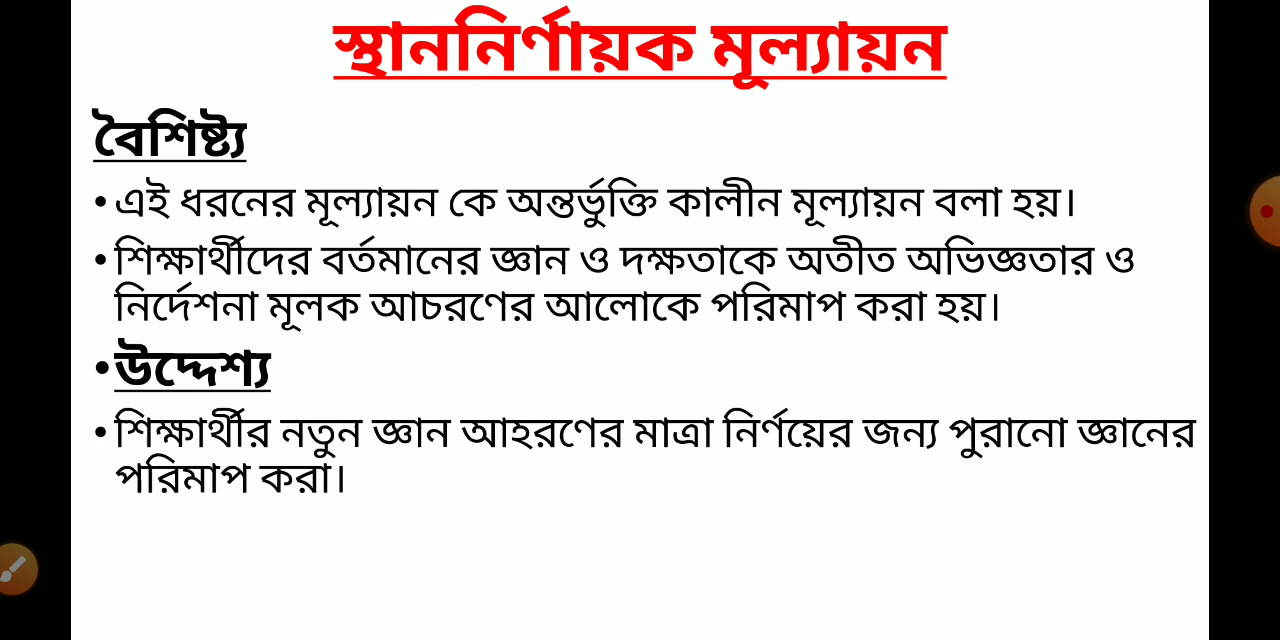 স্থাননির্ণায়ক মূল্যায়ন
বৈশিষ্ট্য
• এই ধরনের মূল্যায়ন কে অন্তর্ভুক্তি কালীন মূল্যায়ন বলা হয়।
• শিক্ষার্থীদের বর্তমানের জ্ঞান ও দক্ষতাকে অতীত অভিজ্ঞতার ও
নির্দেশনা মূলক আচরণের আলোকে পরিমাপ করা হয়।
• উদ্দেশ্য
• শিক্ষার্থীর নতুন জ্ঞান আহরণের মাত্রা নির্ণয়ের জন্য পুরানো জ্ঞানের
পরিমাপ করা।